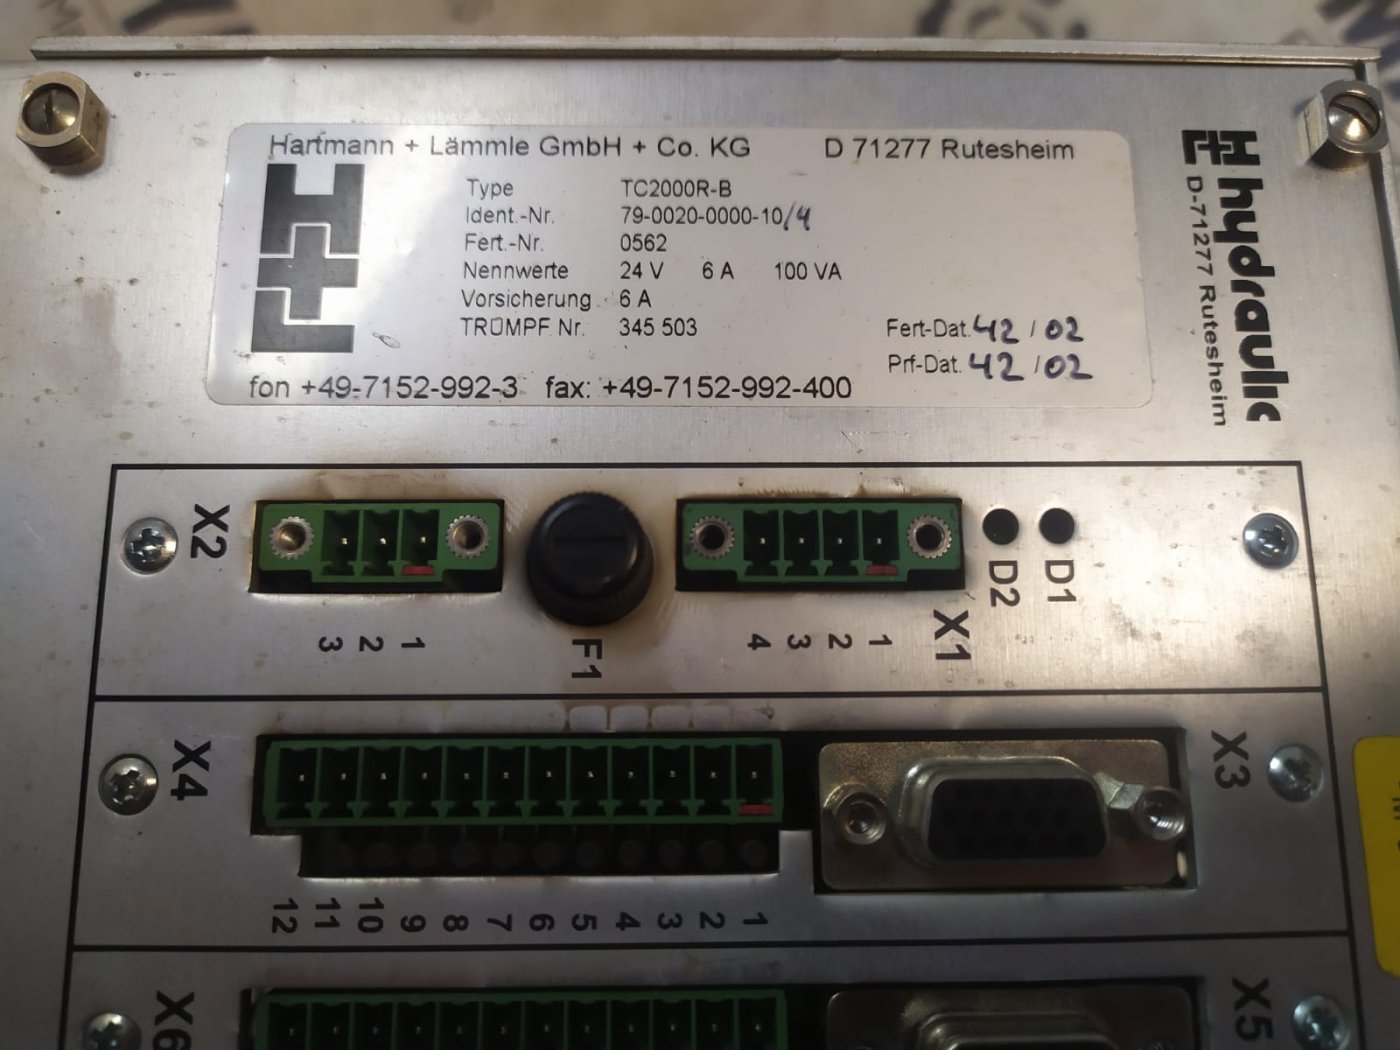 Hartmann + Lämmle GmbH + Co. KG D 71277 Rutesheim
Type TC2000R-B
Ident.-Nr. 79-0020-0000-10/4
Fert.-Nr. 0562
Nennwerte 24 V 6 A 100 VA
Vorsicherung 6 A
TRUMPF Nr. 345 503
Fert-Dat. 42 / 02
Prf-Dat. 42 / 02
fon +49-7152-992-3 fax: +49-7152-992-400
hydraulic
D-71277 Rutesheim
X2
3 2 1
F1
4 3 2 1
X1
D2
D1
X4
12 11 10 9 8 7 6 5 4 3 2 1
X3
X6
X5